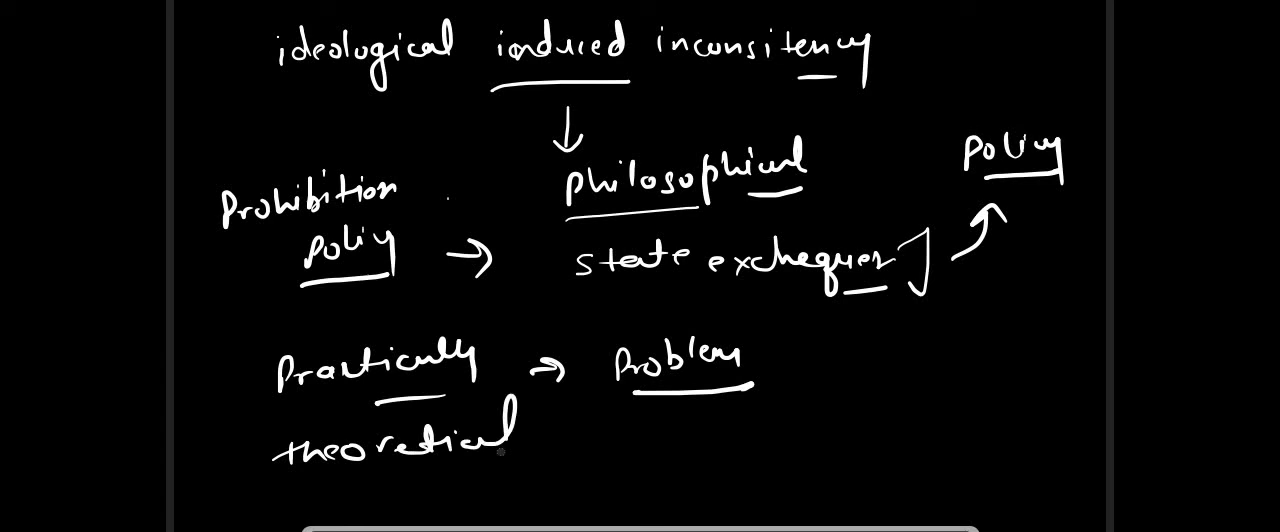 ideological induced inconsitency
↓
Prohibition philosophical Policy
Policy → state exchequer
Practically → Problem
theoretical